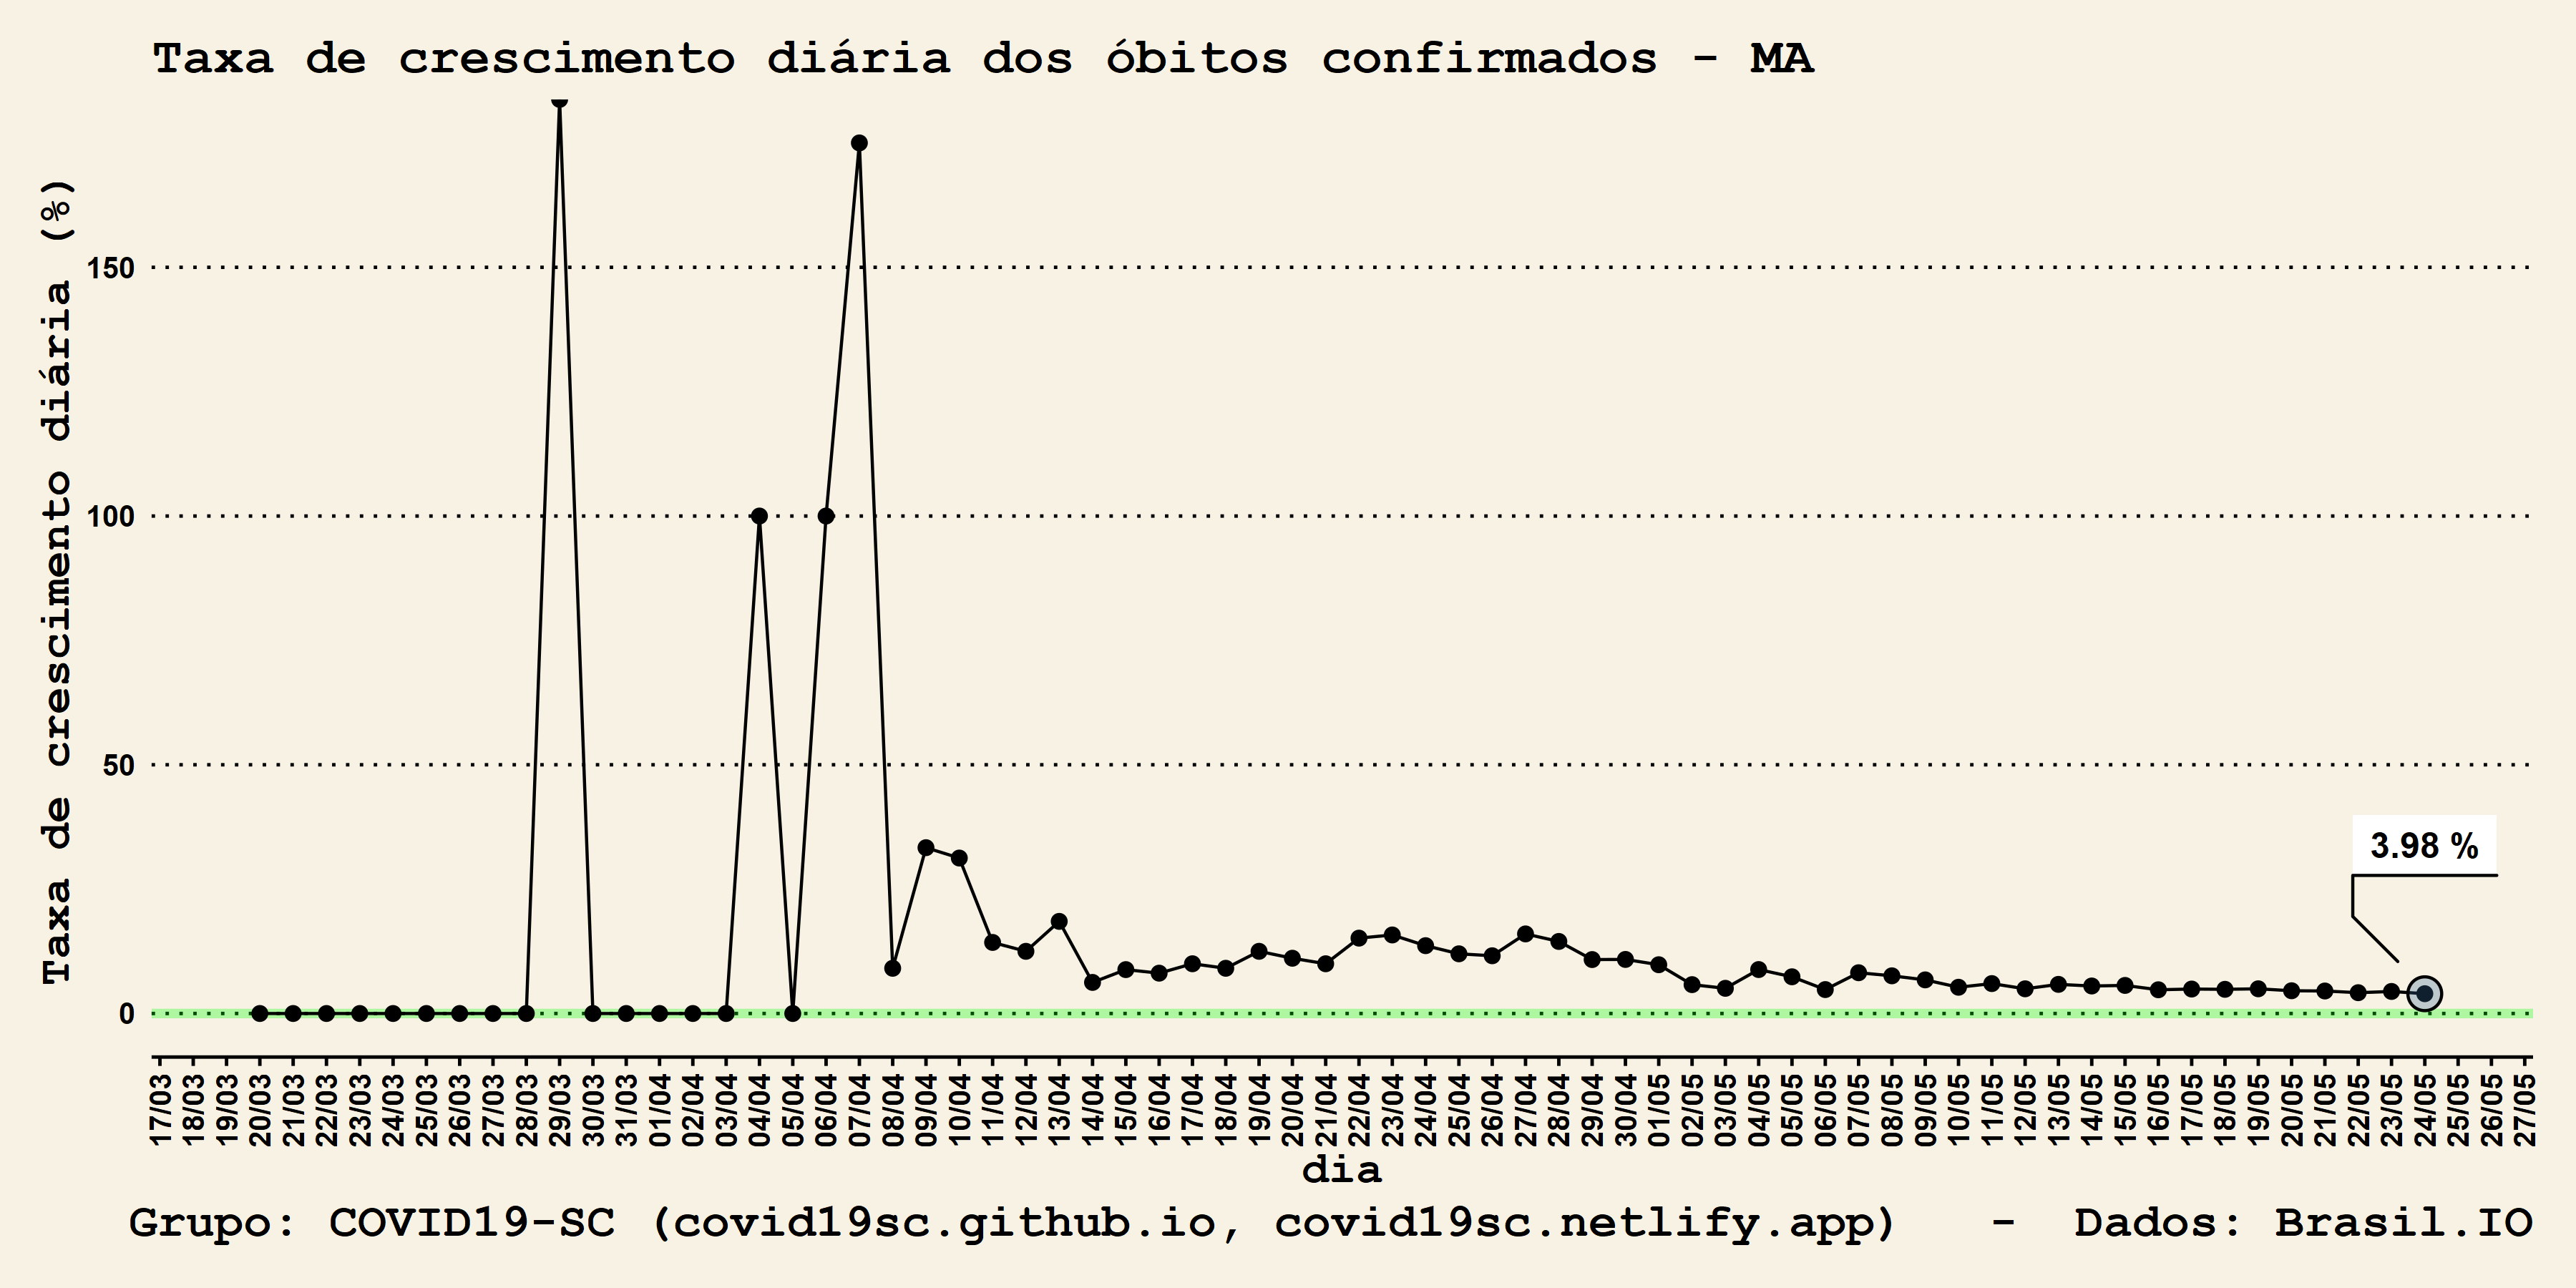 Taxa de crescimento diária dos óbitos confirmados - MA
Taxa de crescimento diária (%)
150
100
50
0
3.98 %
17/03 18/03 19/03 20/03 21/03 22/03 23/03 24/03 25/03 26/03 27/03 28/03 29/03 30/03 31/03 01/04 02/04 03/04 04/04 05/04 06/04 07/04 08/04 09/04 10/04 11/04 12/04 13/04 14/04 15/04 16/04 17/04 18/04 19/04 20/04 21/04 22/04 23/04 24/04 25/04 26/04 27/04 28/04 29/04 30/04 01/05 02/05 03/05 04/05 05/05 06/05 07/05 08/05 09/05 10/05 11/05 12/05 13/05 14/05 15/05 16/05 17/05 18/05 19/05 20/05 21/05 22/05 23/05 24/05 25/05 26/05 27/05
dia
Grupo: COVID19-SC (covid19sc.github.io, covid19sc.netlify.app) - Dados: Brasil.IO